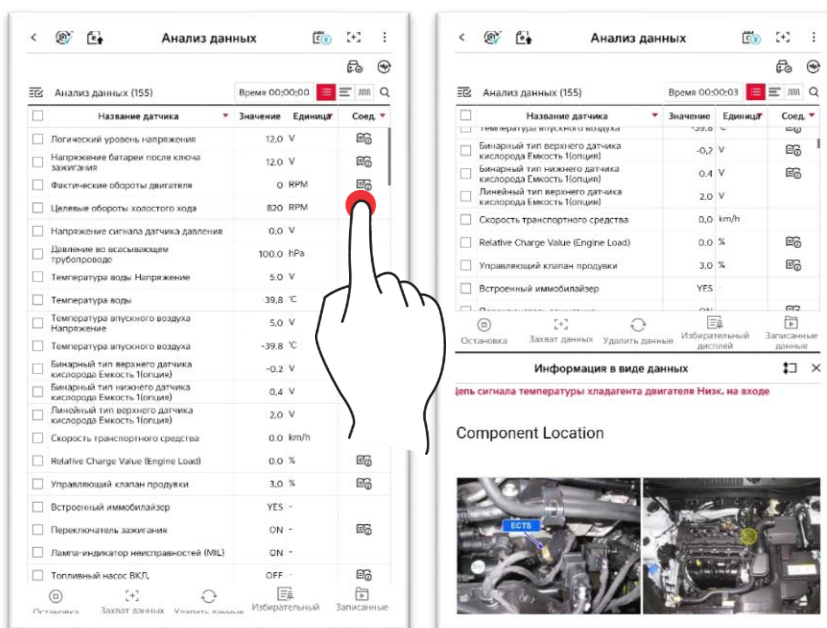 Анализ данных
Анализ данных (155)
Время 00:00:00
Название датчика Значение Единица Соед.
Логический уровень напряжения 12,0 V
Напряжение батареи после ключа
зажигания 12.0 V
Фактические обороты двигателя 0 RPM
Целевые обороты холостого хода 820 RPM
Напряжение сигнала датчика давления 0,0 V
Давление во всасывающем
трубопроводе 100.0 hPa
Температура воды Напряжение 5.0 V
Температура воды -39,8 °C
Температура впускного воздуха
Напряжение 5,0 V
Температура впускного воздуха -39.8 °C
Бинарный тип верхнего датчика
кислорода Емкость 1(опция) -0.2 V
Бинарный тип нижнего датчика
кислорода Емкость 1(опция) 0,4 V
Линейный тип верхнего датчика
кислорода Емкость 1(опция) 2,0 V
Скорость транспортного средства 0.0 km/h
Relative Charge Value (Engine Load) 0.0 %
Управляющий клапан продувки 3,0 %
Встроенный иммобилайзер YES -
Переключатель зажигания ON -
Лампа-индикатор неисправностей (MIL) ON -
Топливный насос ВКЛ. OFF -
Остановка Захват данных Удалить данные Избирательный Записанные
Анализ данных
Анализ данных (155)
Время 00:00:03
Название датчика Значение Единица Соед.
Температура впускного воздуха -39.8 °C
Бинарный тип верхнего датчика
кислорода Емкость 1(опция) -0,2 V
Бинарный тип нижнего датчика
кислорода Емкость 1(опция) 0.4 V
Линейный тип верхнего датчика
кислорода Емкость 1(опция) 2.0 V
Скорость транспортного средства 0,0 km/h
Relative Charge Value (Engine Load) 0.0 %
Управляющий клапан продувки 3.0 %
Встроенный иммобилайзер YES -
Переключатель зажигания ON
Остановка Захват данных Удалить данные Избирательный дисплей Записанные данные
Информация в виде данных
Цепь сигнала температуры хладагента двигателя Низк. на входе
Component Location
ECTS